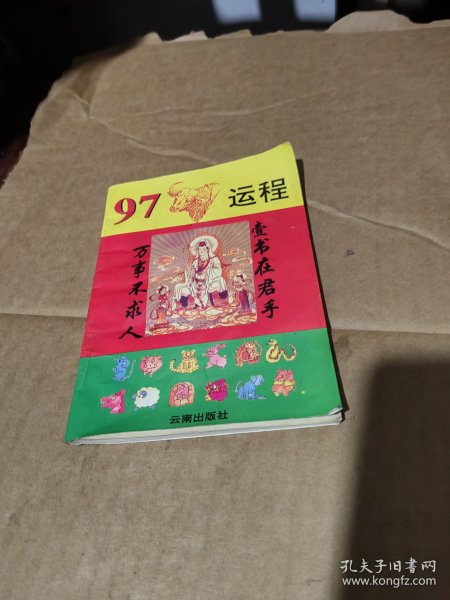 97 运程
壹书在君手
万事不求人
云南出版社
孔夫子旧书网
www.kongfz.com